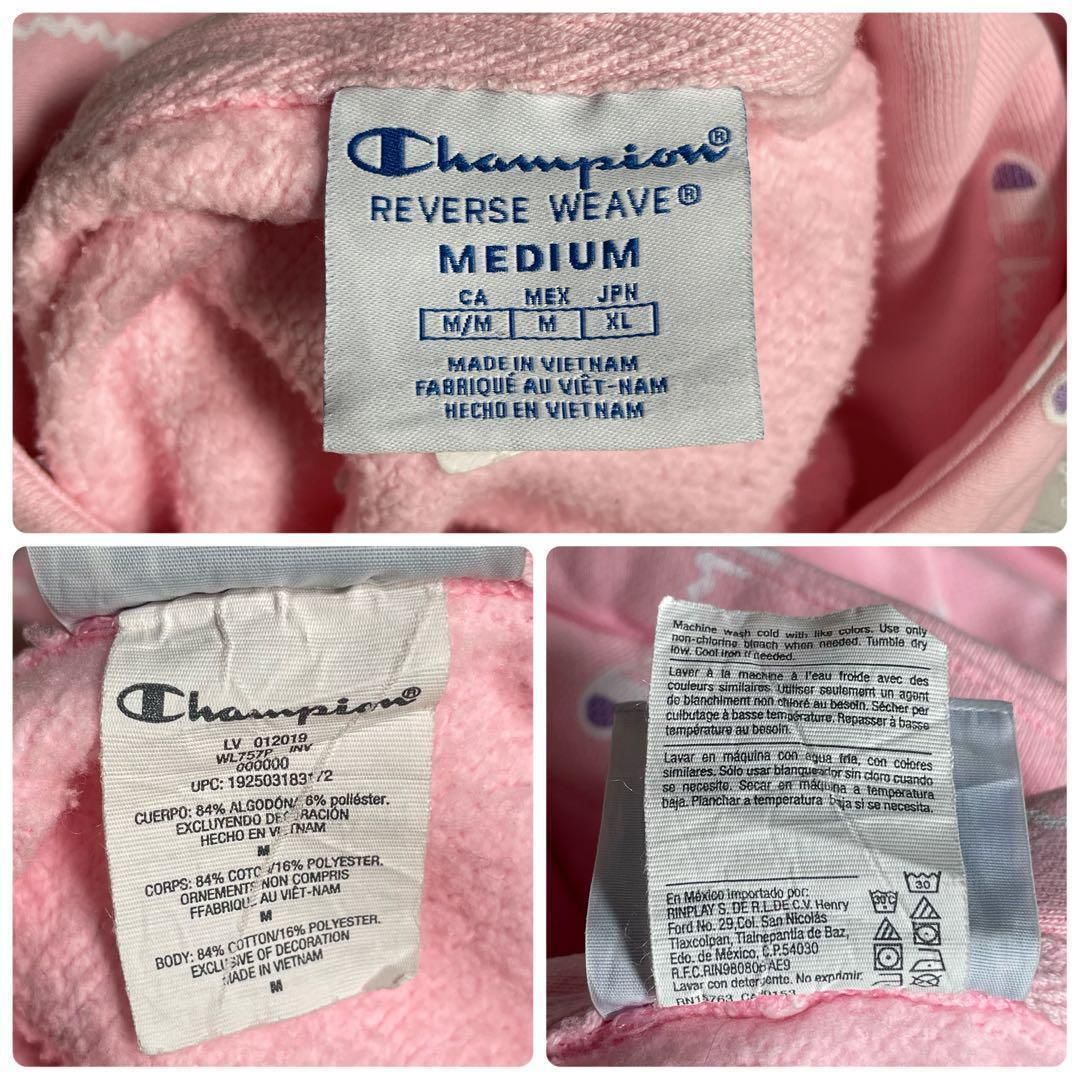 Champion®
REVERSE WEAVE®
MEDIUM
CA MEX JPN
M/M M XL
MADE IN VIETNAM
FABRIQUÉ AU VIÊT-NAM
HECHO EN VIETNAM
Champion®
LV 012019
WL757P INV
000000
UPC:
CUERPO: 84% ALGODÓN/ 6% poliéster.
EXCLUYENDO
HECHO EN
M
CORPS: 84% /16% POLYESTER.
ORNEMENTS NON COMPRIS
AU VIÉT-NAM
M
BODY: 84% COTTON/16% POLYESTER
OF DECORATION
MADE IN VIETNAM
M
Machine wash cold with like colors. Use only
non-chlorine bleach when needed. Tumble dry
low. Cool iron if needed.
Laver à la machine à l'eau froide avec des
couleurs similaires. Utiliser seulement un agent
de blanchiment non chloré au besoin. Sécher par
culbutage à basse température. Repasser à basse
température au besoin.
Lavar en máquina con agua fria, con colores
similares. Sólo usar blanqueador sin cloro cuando
se necesite. Secar en máquina a temperatura
baja. Planchar a temperatura baja si se necesita.
En México importado por:
RINPLAY S. DE R.L. DE C.V. Henry
Ford No. 29, Col. San Nicolás
Tlaxcolpan, Tlalnepantla de Baz,
Edo. de México, C.P. 54030
R.F.C.
Lavar con detergente. No exprimir.
30°C
30